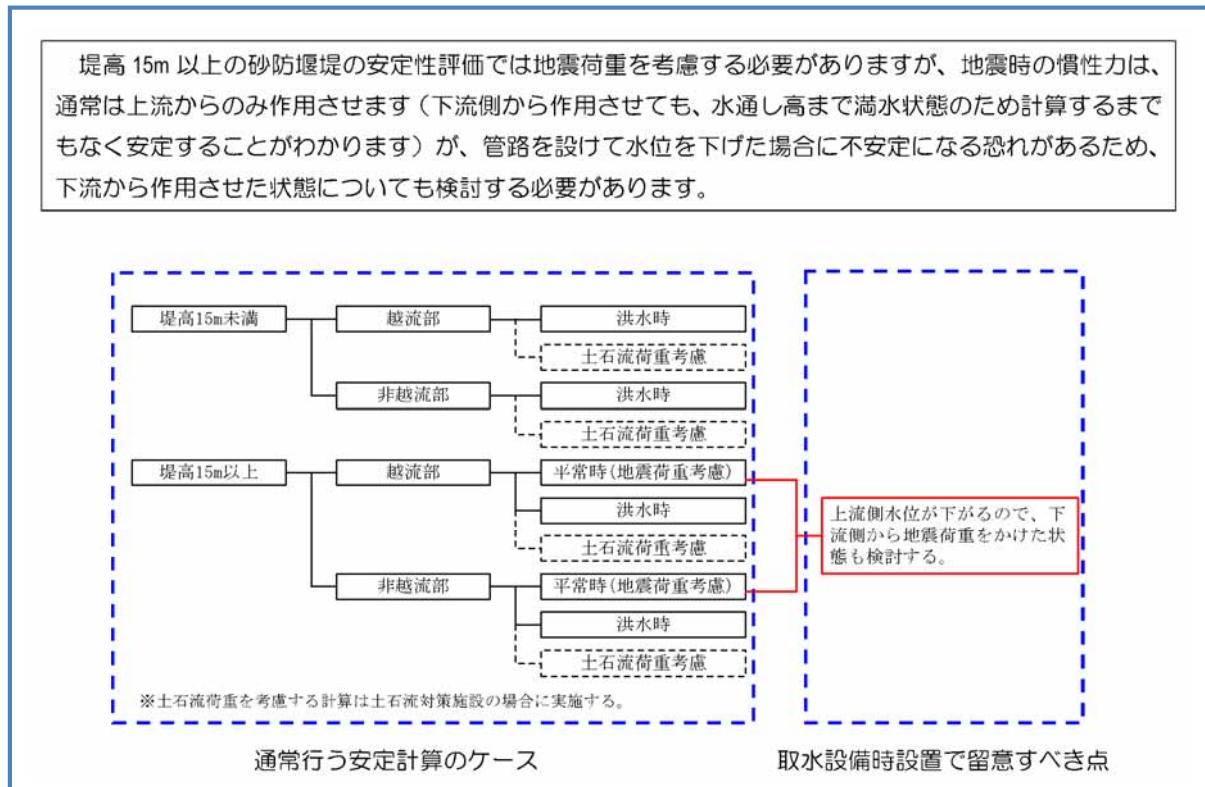 堤高 15m 以上の砂防堰堤の安定性評価では地震荷重を考慮する必要がありますが、地震時の慣性力は、
通常は上流からのみ作用させます（下流側から作用させても、水通し高まで満水状態のため計算するまで
もなく安定することがわかります）が、管路を設けて水位を下げた場合に不安定になる恐れがあるため、
下流から作用させた状態についても検討する必要があります。
堤高15m未満
越流部
洪水時
土石流荷重考慮
非越流部
洪水時
土石流荷重考慮
堤高15m以上
越流部
平常時(地震荷重考慮)
洪水時
土石流荷重考慮
非越流部
平常時(地震荷重考慮)
洪水時
土石流荷重考慮
上流側水位が下がるので、下
流側から地震荷重をかけた状
態も検討する。
※土石流荷重を考慮する計算は土石流対策施設の場合に実施する。
通常行う安定計算のケース
取水設備時設置で留意すべき点